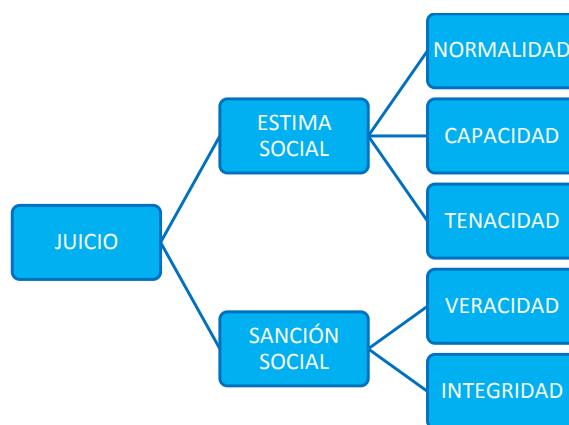 JUICIO
ESTIMA
SOCIAL
NORMALIDAD
CAPACIDAD
TENACIDAD
SANCIÓN
SOCIAL
VERACIDAD
INTEGRIDAD